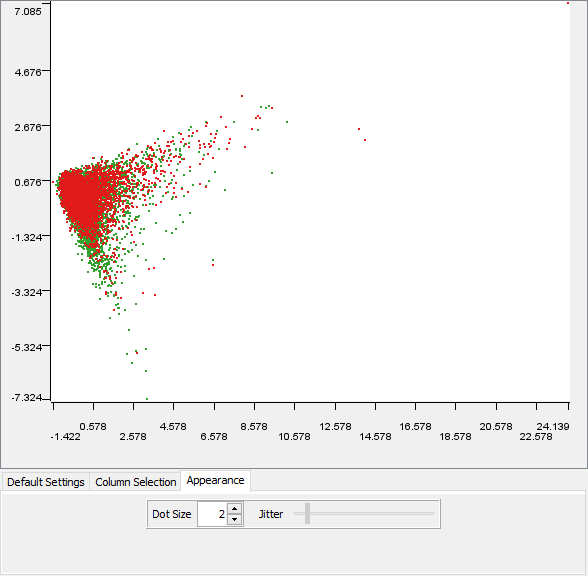 7.085
4.676
2.676
0.676
-1.324
-3.324
-5.324
-7.324
0.578 4.578 8.578 12.578 16.578 20.578 24.139
-1.422 2.578 6.578 10.578 14.578 18.578 22.578
Default Settings Column Selection Appearance
Dot Size 2 Jitter